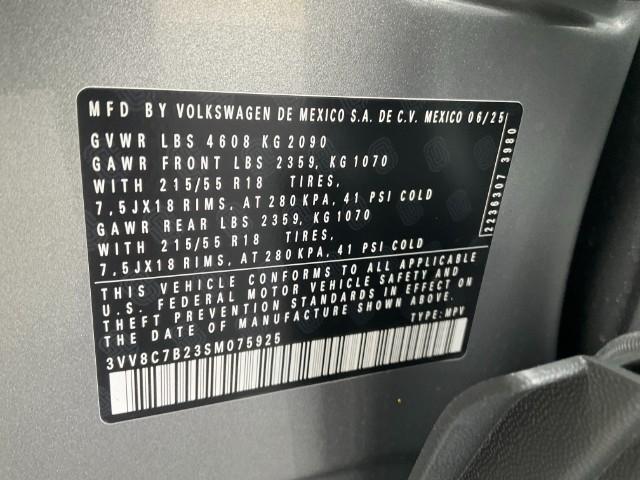 MFD BY VOLKSWAGEN DE MEXICO S.A. DE C.V. MEXICO 06/25
GVWR LBS 4608 KG 2090
GAWR FRONT LBS 2359, KG 1070
WITH 215/55 R18 TIRES,
7,5JX18 RIMS, AT 280 KPA, 41 PSI COLD
GAWR REAR LBS 2359, KG 1070
WITH 215/55 R18 TIRES,
7,5JX18 RIMS, AT 280 KPA, 41 PSI COLD
THIS VEHICLE CONFORMS TO ALL APPLICABLE
U.S. FEDERAL MOTOR VEHICLE SAFETY AND
THEFT PREVENTION STANDARDS IN EFFECT ON
THE DATE OF MANUFACTURE SHOWN ABOVE.
3VV8C7B23SM075925 TYPE: MPV
2236307 3980